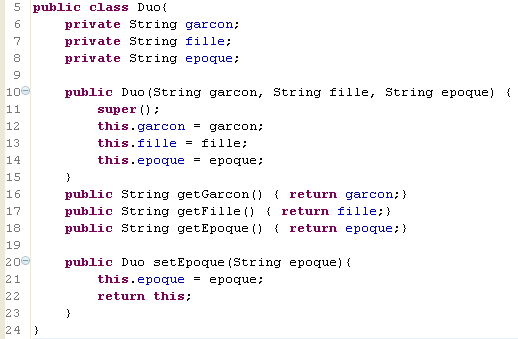 5 public class Duo{
6     private String garcon;
7     private String fille;
8     private String epoque;
9
10     public Duo(String garcon, String fille, String epoque) {
11         super();
12         this.garcon = garcon;
13         this.fille = fille;
14         this.epoque = epoque;
15     }
16     public String getGarcon() { return garcon;}
17     public String getFille() { return fille;}
18     public String getEpoque() { return epoque;}
19
20     public Duo setEpoque(String epoque){
21         this.epoque = epoque;
22         return this;
23     }
24 }